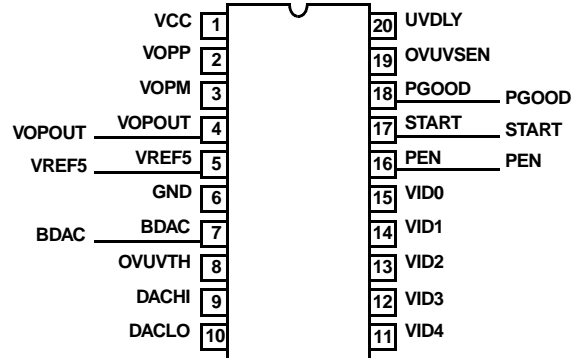 VCC 1 20 UVDLY
VOPP 2 19 OVUVSEN
VOPM 3 18 PGOOD PGOOD
VOPOUT VOPOUT 4 17 START START
VREF5 VREF5 5 16 PEN PEN
GND 6 15 VID0
BDAC BDAC 7 14 VID1
OVUVTH 8 13 VID2
DACHI 9 12 VID3
DACLO 10 11 VID4